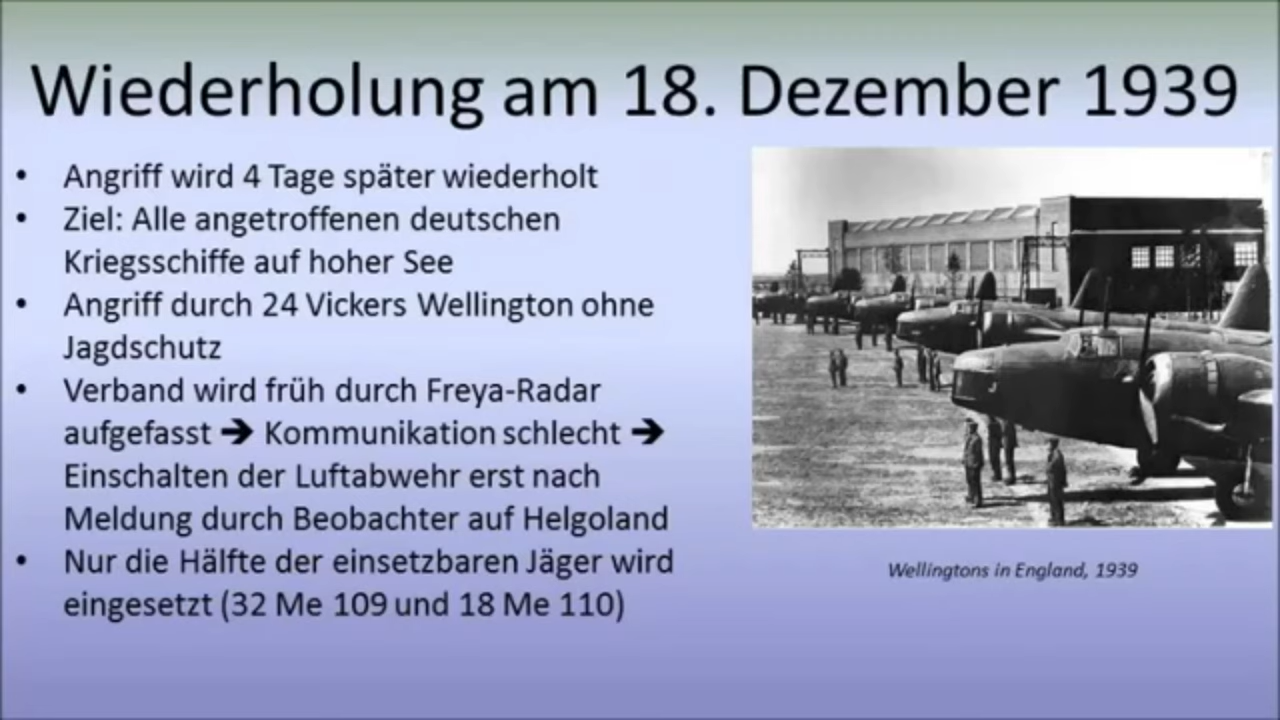 Wiederholung am 18. Dezember 1939
• Angriff wird 4 Tage später wiederholt
• Ziel: Alle angetroffenen deutschen
Kriegsschiffe auf hoher See
• Angriff durch 24 Vickers Wellington ohne
Jagdschutz
• Verband wird früh durch Freya-Radar
aufgefasst ➔ Kommunikation schlecht ➔
Einschalten der Luftabwehr erst nach
Meldung durch Beobachter auf Helgoland
• Nur die Hälfte der einsetzbaren Jäger wird
eingesetzt (32 Me 109 und 18 Me 110)
Wellingtons in England, 1939